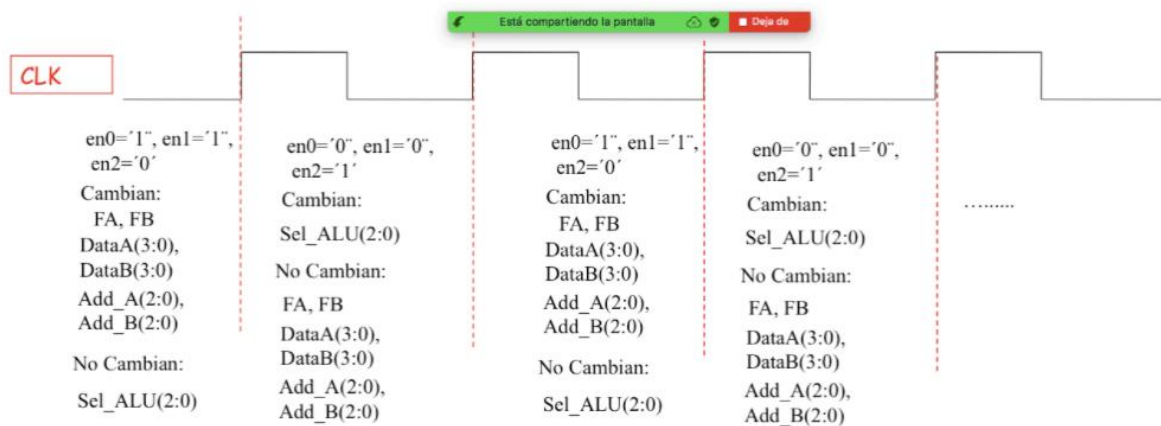 Está compartiendo la pantalla
Deja de
CLK
en0=´1¨, en1=´1¨,
en2=´0´
Cambian:
FA, FB
DataA(3:0),
DataB(3:0)
Add_A(2:0),
Add_B(2:0)
No Cambian:
Sel_ALU(2:0)
en0=´0¨, en1=´0¨,
en2=´1´
Cambian:
Sel_ALU(2:0)
No Cambian:
FA, FB
DataA(3:0),
DataB(3:0)
Add_A(2:0),
Add_B(2:0)
en0=´1¨, en1=´1¨,
en2=´0´
Cambian:
FA, FB
DataA(3:0),
DataB(3:0)
Add_A(2:0),
Add_B(2:0)
No Cambian:
Sel_ALU(2:0)
en0=´0¨, en1=´0¨,
en2=´1´
Cambian:
Sel_ALU(2:0)
No Cambian:
FA, FB
DataA(3:0),
DataB(3:0)
Add_A(2:0),
Add_B(2:0)
………